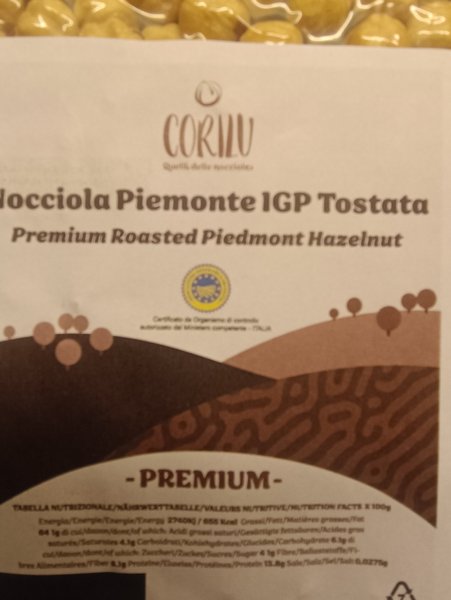 CORILU
Quelli delle nocciole
Nocciola Piemonte IGP Tostata
Premium Roasted Piedmont Hazelnut
Certificato da Organismo di controllo
autorizzato dal Ministero competente - ITALIA
- PREMIUM -
TABELLA NUTRIZIONALE/NÄHRWERTTABELLE/VALEURS NUTRITIVE/NUTRITION FACTS X 100g
Energia/Energie/Énergie/Energy 2740KJ / 655 Kcal Grassi/Fett/Matières grasses/Fat
64 1g di cui/davon/dont/of which: Acidi grassi saturi/Gesättigte fettsäuren/Acides gras
saturés/Saturates 4.1g Carboidrati/Kohlehydrates/Glucides/Carbohydrate 6.1g di
cui/davon/dont/of which: Zuccheri/Zucker/Sucres/Sugar 4 1g Fibre/Ballaststoffe/Fi-
bres Alimentaires/Fiber 8,1g Proteine/Eiweiss/Protéines/Protein 13.8g Sale/Salz/Sel/Salt 0.0275g